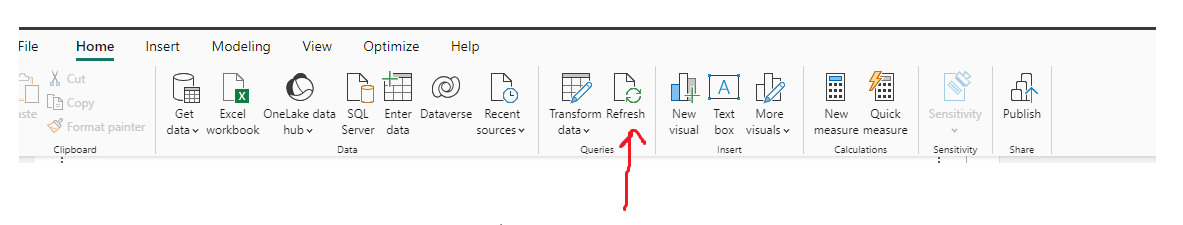 File Home Insert Modeling View Optimize Help
Cut
Copy
aste
Format painter
Clipboard
Get data
Excel workbook
OneLake data hub
SQL Server
Enter data
Dataverse
Recent sources
Data
Transform data
Refresh
Queries
New visual
Text box
More visuals
Insert
New measure
Quick measure
Calculations
Sensitivity
Sensitivity
Publish
Share